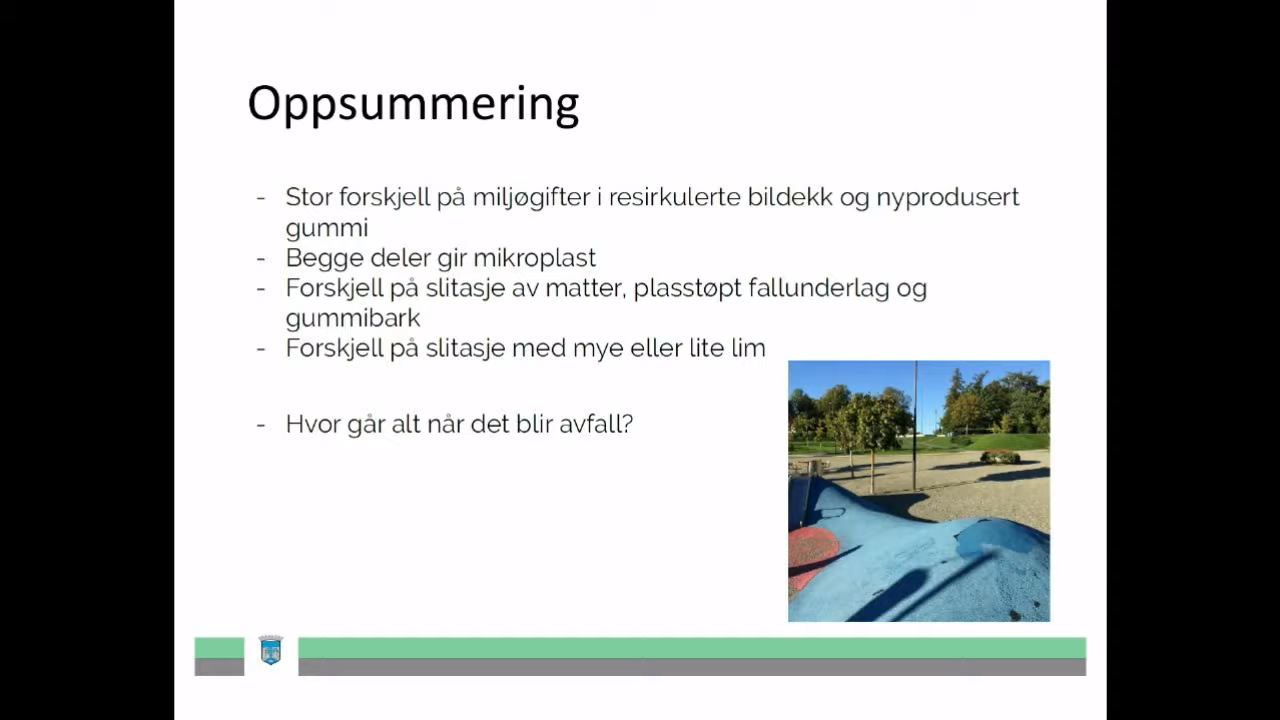 Oppsummering
- Stor forskjell på miljøgifter i resirkulerte bildekk og nyprodusert
gummi
- Begge deler gir mikroplast
- Forskjell på slitasje av matter, plasstøpt fallunderlag og
gummibark
- Forskjell på slitasje med mye eller lite lim
- Hvor går alt når det blir avfall?